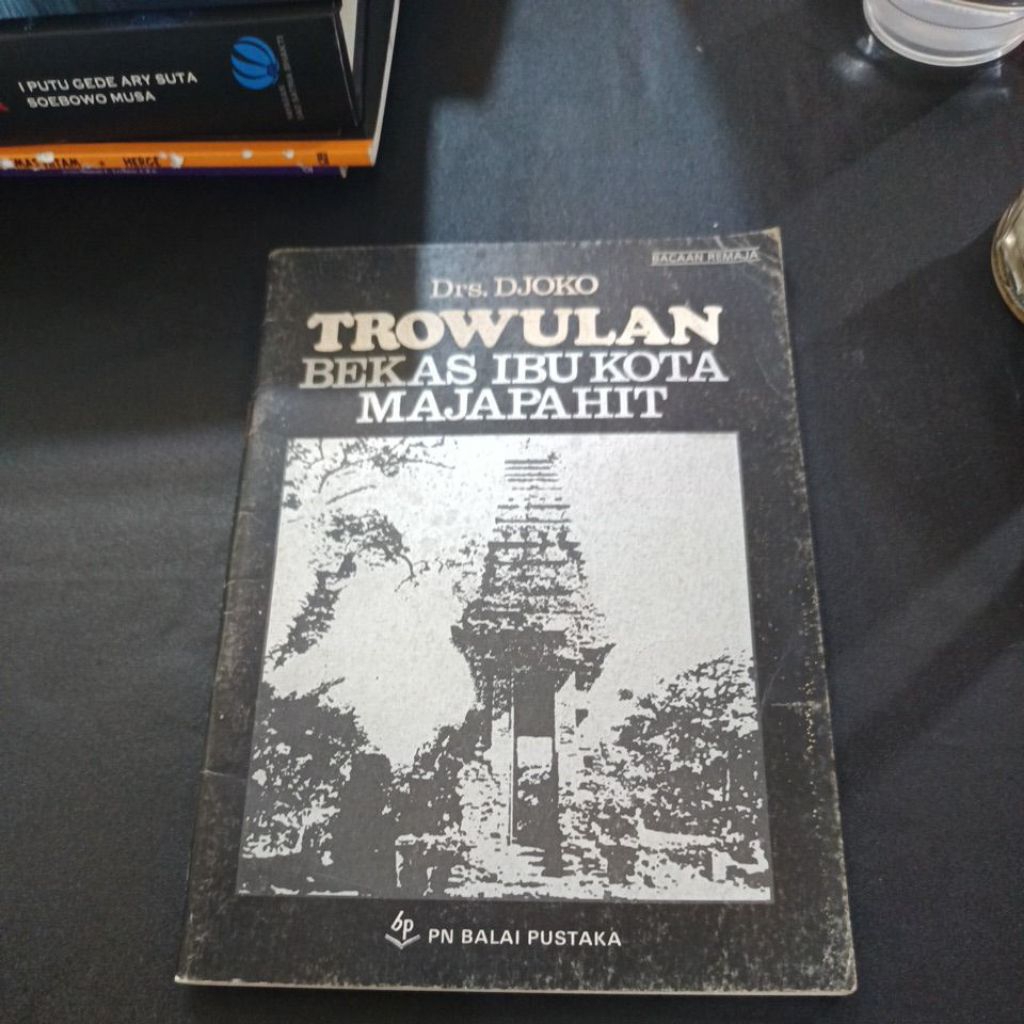 I PUTU GEDE ARY SUTA
SOEBOWO MUSA
HERGE
BACAAN REMAJA
Drs. DJOKO
TROWULAN
BEKAS IBU KOTA
MAJAPAHIT
bp PN BALAI PUSTAKA